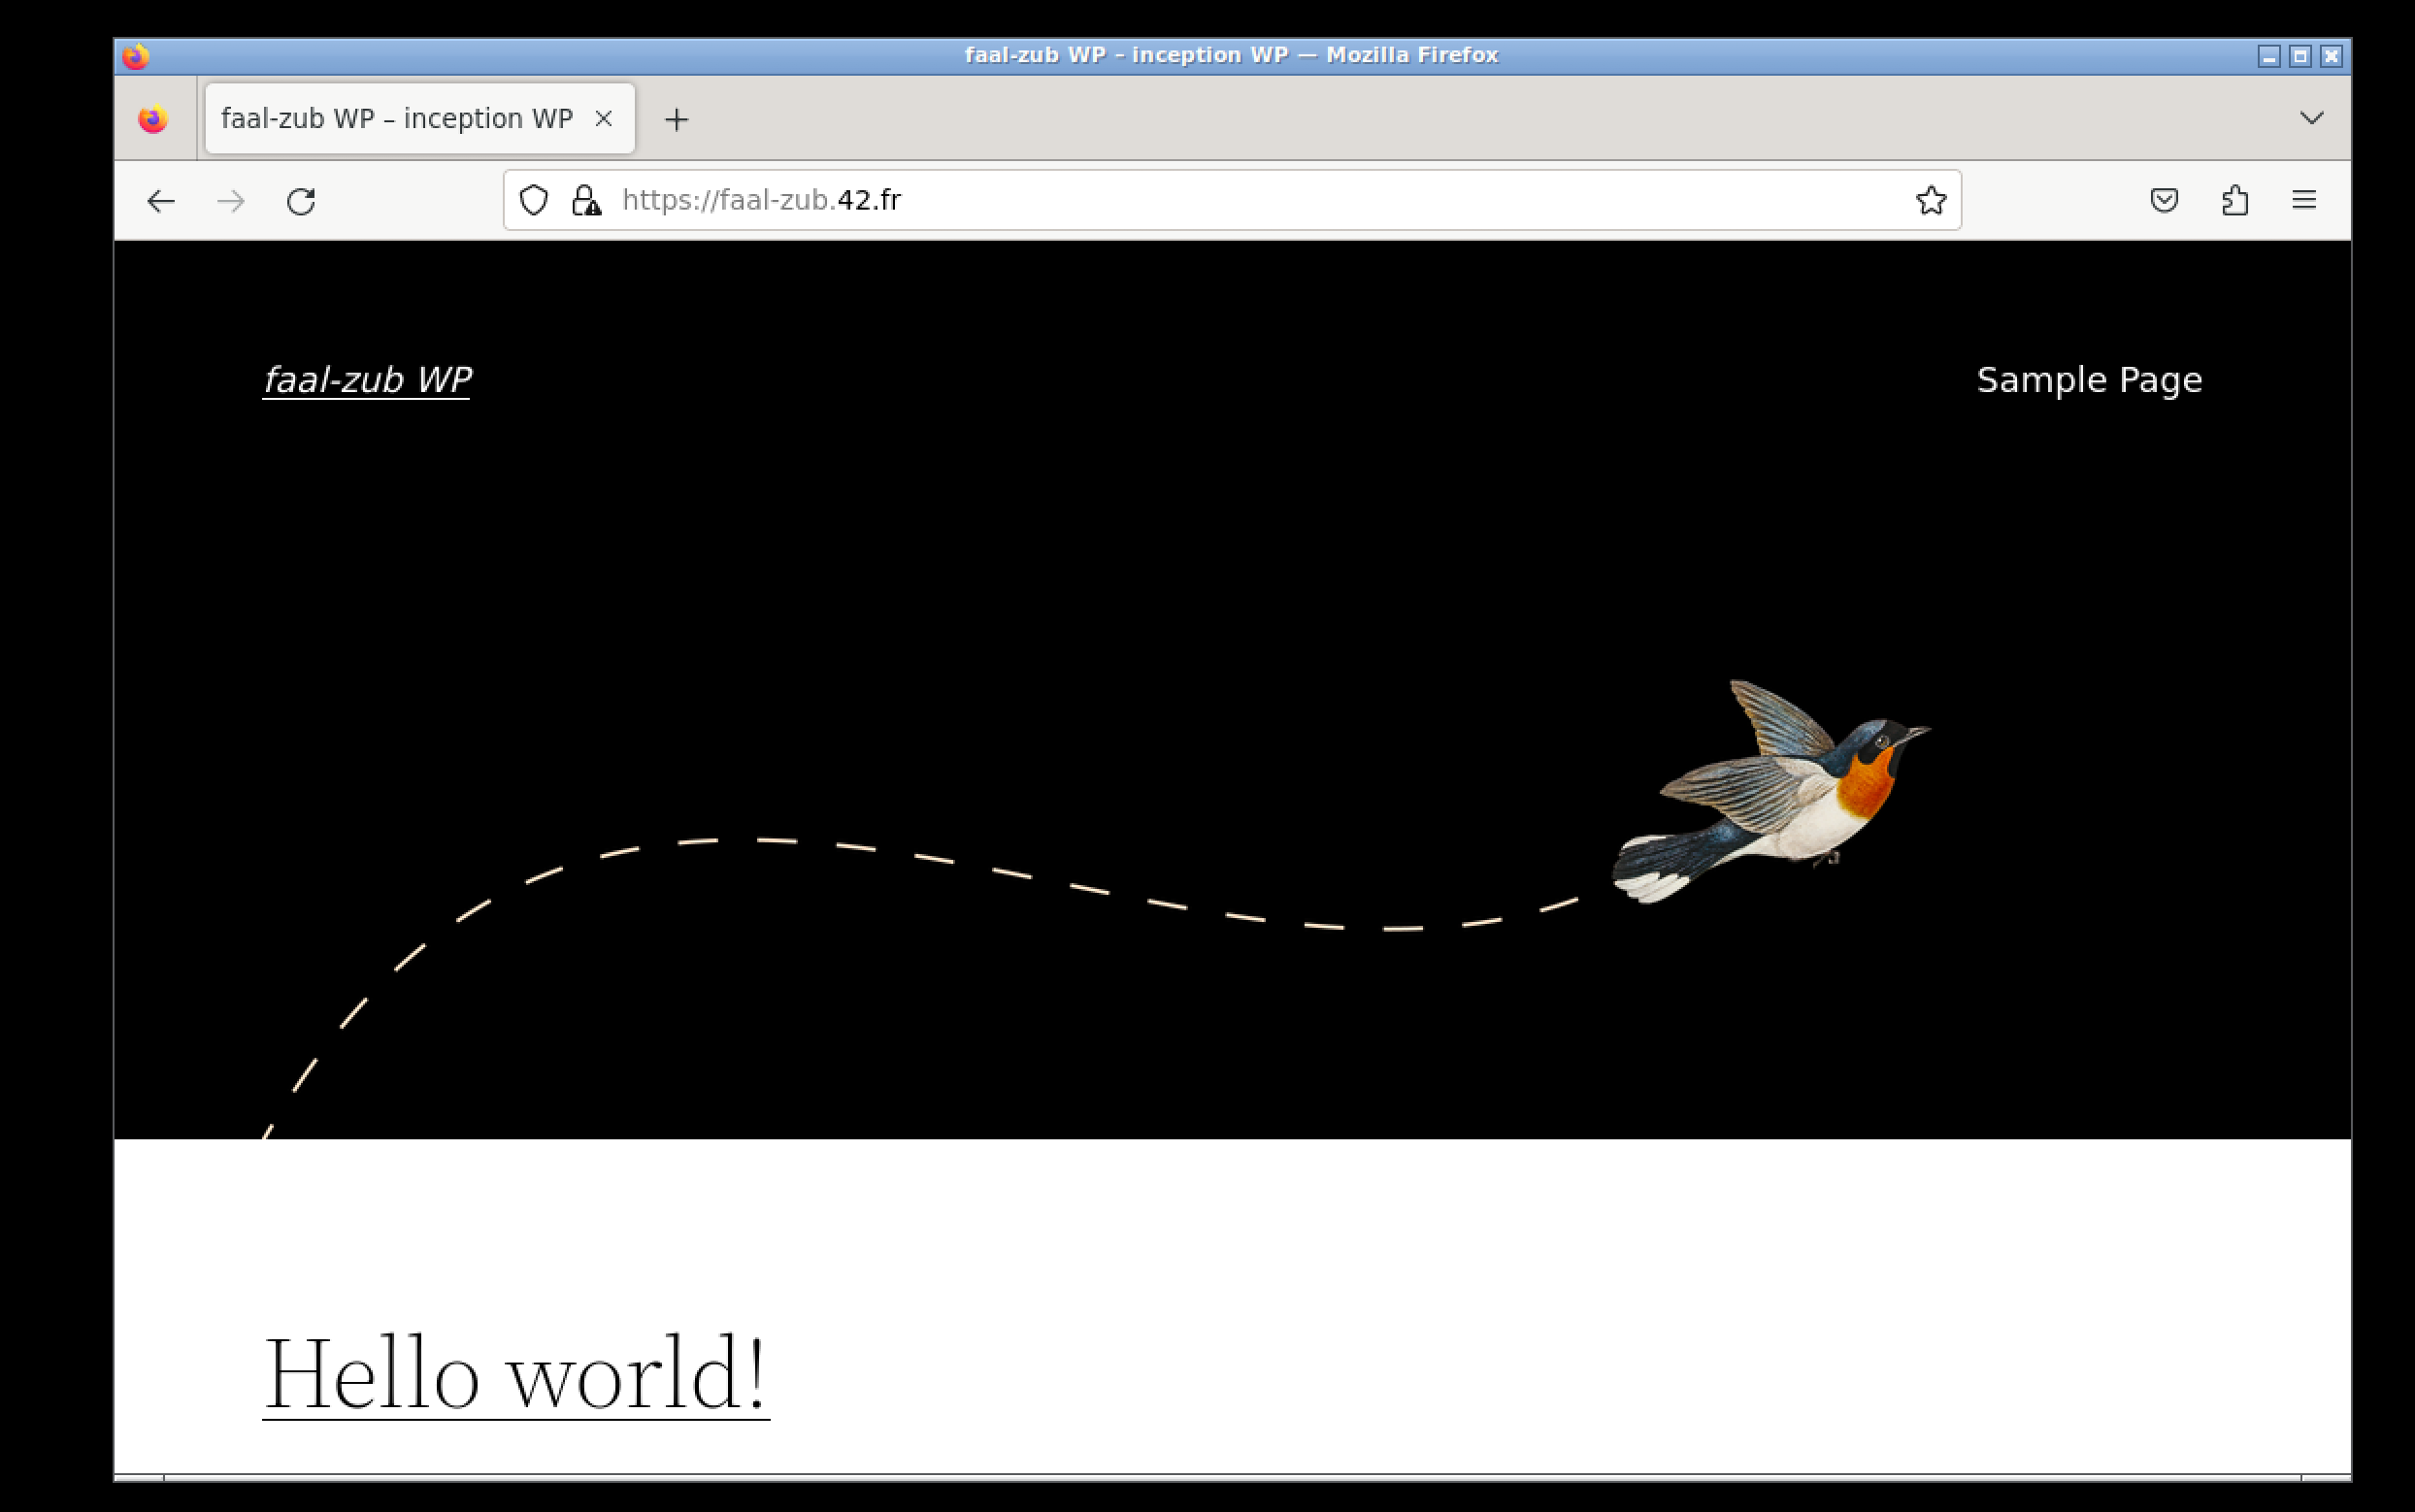 faal-zub WP – inception WP — Mozilla Firefox
faal-zub WP – inception WP
https://faal-zub.42.fr
faal-zub WP
Sample Page
Hello world!